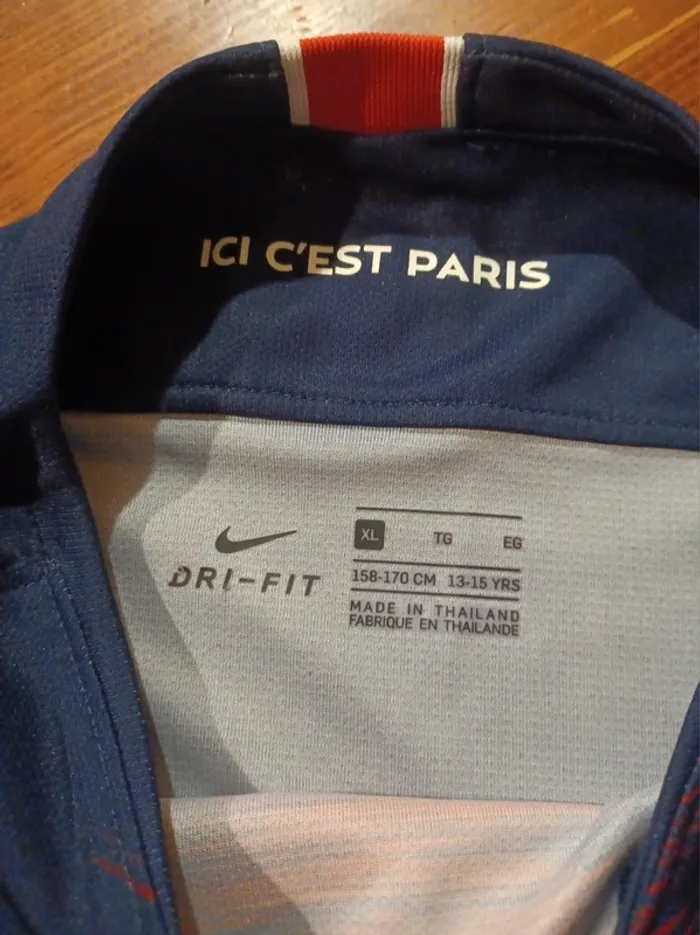 ICI C'EST PARIS
DRI-FIT
XL TG EG
158-170 CM 13-15 YRS
MADE IN THAILAND
FABRIQUE EN THAILANDE